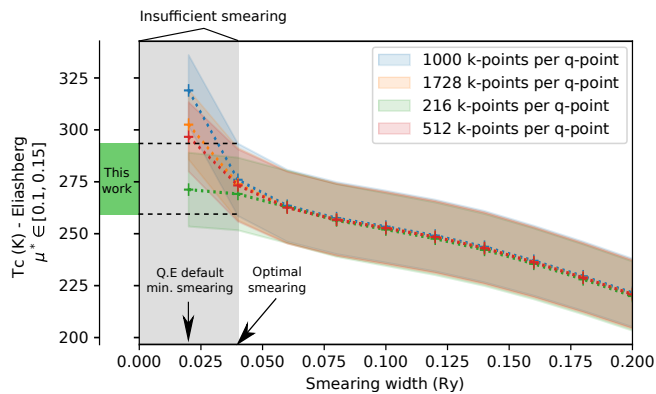 Insufficient smearing
1000 k-points per q-point
1728 k-points per q-point
216 k-points per q-point
512 k-points per q-point
Tc (K) - Eliashberg
μ* ∈ [0.1, 0.15]
325
300
275
250
225
200
This
work
Q.E default
min. smearing
Optimal
smearing
0.000
0.025
0.050
0.075
0.100
0.125
0.150
0.175
0.200
Smearing width (Ry)